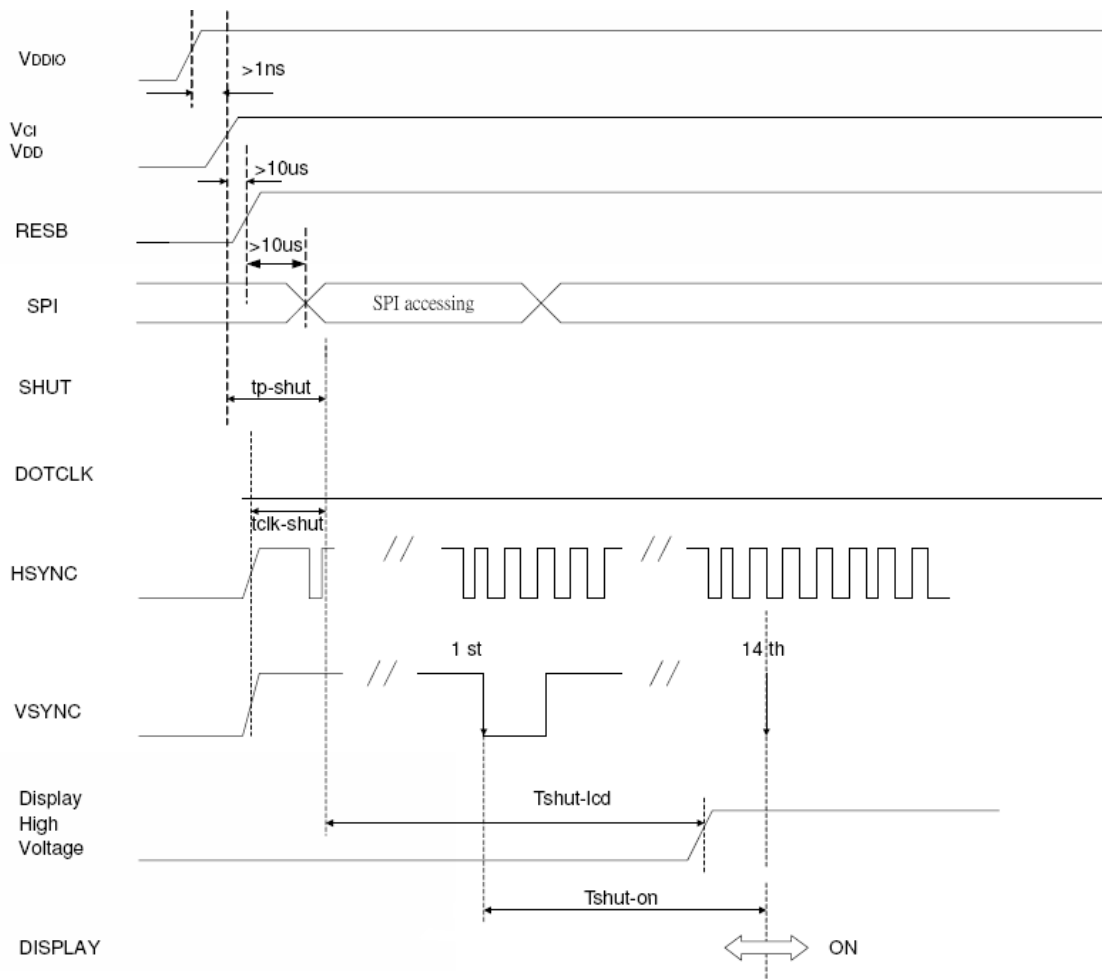 VDDIO
>1ns
VCI
VDD
>10us
RESB
>10us
SPI
SPI accessing
SHUT
tp-shut
DOTCLK
tclk-shut
HSYNC
1 st
14 th
VSYNC
Display
High
Voltage
Tshut-lcd
Tshut-on
DISPLAY
ON